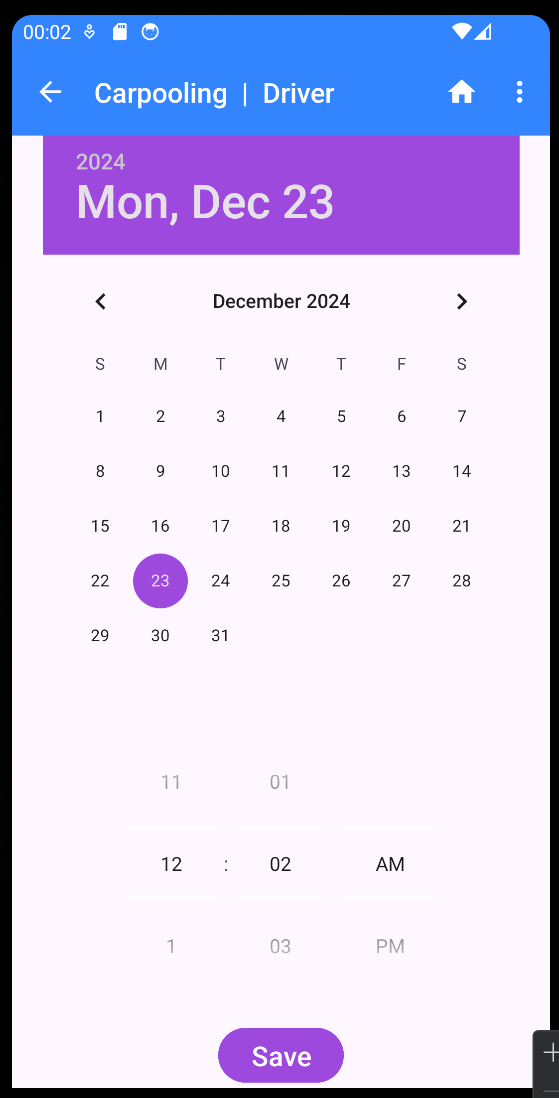 00:02
Carpooling | Driver
2024
Mon, Dec 23
December 2024
S M T W T F S
1 2 3 4 5 6 7
8 9 10 11 12 13 14
15 16 17 18 19 20 21
22 23 24 25 26 27 28
29 30 31
11 01
12 : 02 AM
1 03 PM
Save